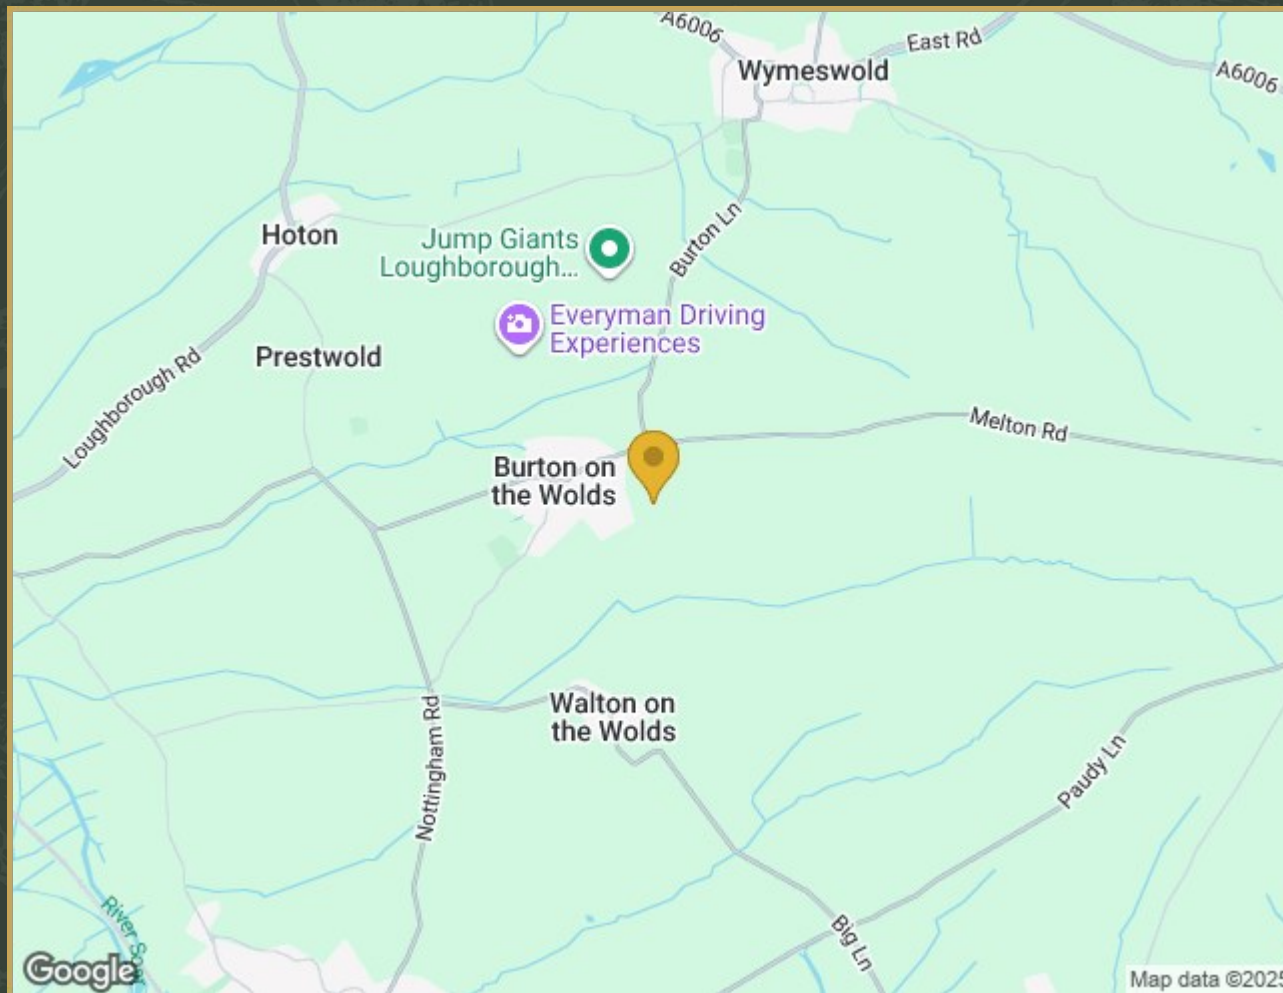 A6006
East Rd
Wymeswold
A6006
Burton Ln
Hoton
Jump Giants
Loughborough...
Everyman Driving
Experiences
Prestwold
Loughborough Rd
Melton Rd
Burton on
the Wolds
Walton on
the Wolds
Nottingham Rd
Paudy Ln
River Soar
Big Ln
Google
Map data ©2025